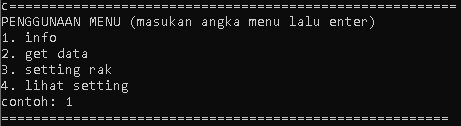 C=========================================================
PENGGUNAAN MENU (masukan angka menu lalu enter)
1. info
2. get data
3. setting rak
4. lihat setting
contoh: 1
=========================================================